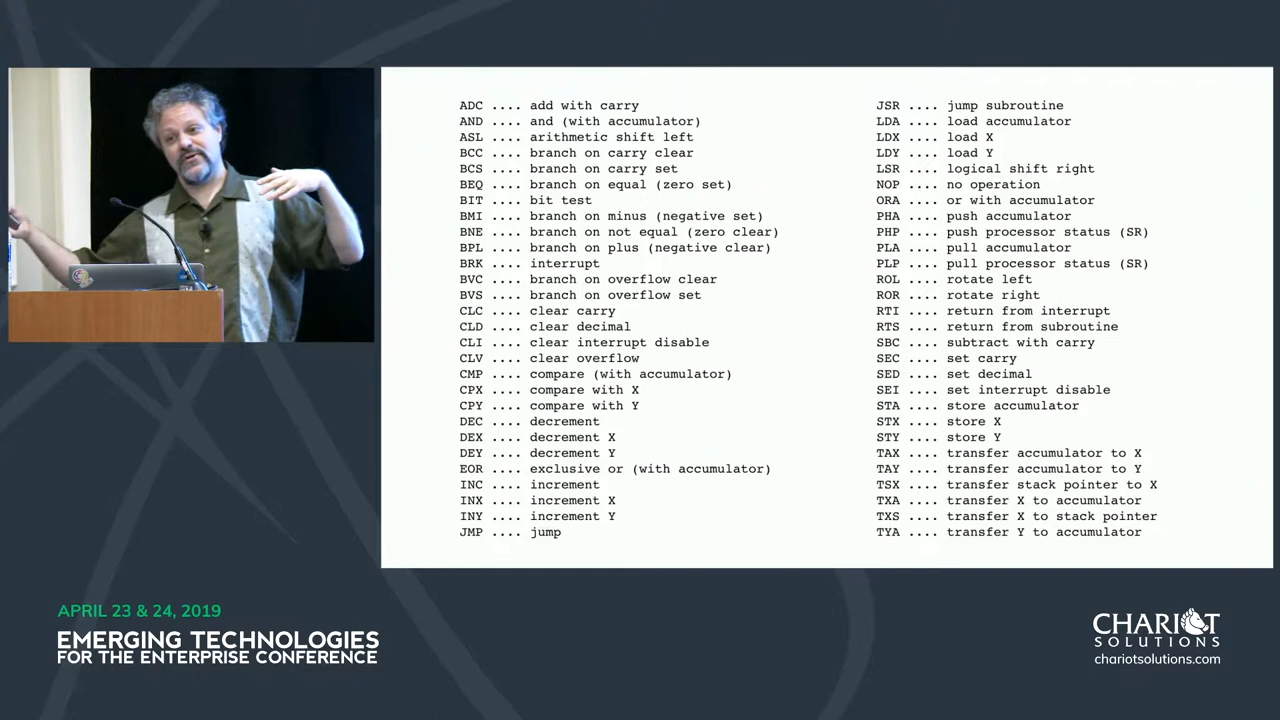 ADC .... add with carry
AND .... and (with accumulator)
ASL .... arithmetic shift left
BCC .... branch on carry clear
BCS .... branch on carry set
BEQ .... branch on equal (zero set)
BIT .... bit test
BMI .... branch on minus (negative set)
BNE .... branch on not equal (zero clear)
BPL .... branch on plus (negative clear)
BRK .... interrupt
BVC .... branch on overflow clear
BVS .... branch on overflow set
CLC .... clear carry
CLD .... clear decimal
CLI .... clear interrupt disable
CLV .... clear overflow
CMP .... compare (with accumulator)
CPX .... compare with X
CPY .... compare with Y
DEC .... decrement
DEX .... decrement X
DEY .... decrement Y
EOR .... exclusive or (with accumulator)
INC .... increment
INX .... increment X
INY .... increment Y
JMP .... jump
JSR .... jump subroutine
LDA .... load accumulator
LDX .... load X
LDY .... load Y
LSR .... logical shift right
NOP .... no operation
ORA .... or with accumulator
PHA .... push accumulator
PHP .... push processor status (SR)
PLA .... pull accumulator
PLP .... pull processor status (SR)
ROL .... rotate left
ROR .... rotate right
RTI .... return from interrupt
RTS .... return from subroutine
SBC .... subtract with carry
SEC .... set carry
SED .... set decimal
SEI .... set interrupt disable
STA .... store accumulator
STX .... store X
STY .... store Y
TAX .... transfer accumulator to X
TAY .... transfer accumulator to Y
TSX .... transfer stack pointer to X
TXA .... transfer X to accumulator
TXS .... transfer X to stack pointer
TYA .... transfer Y to accumulator
APRIL 23 & 24, 2019
EMERGING TECHNOLOGIES
FOR THE ENTERPRISE CONFERENCE
CHARIOT
SOLUTIONS
chariotsolutions.com